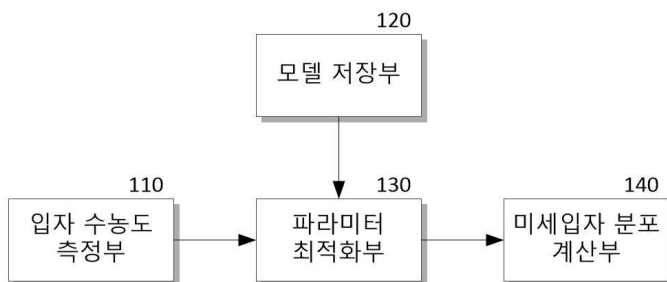 120
모델 저장부
110
입자 수농도
측정부
130
파라미터
최적화부
140
미세입자 분포
계산부